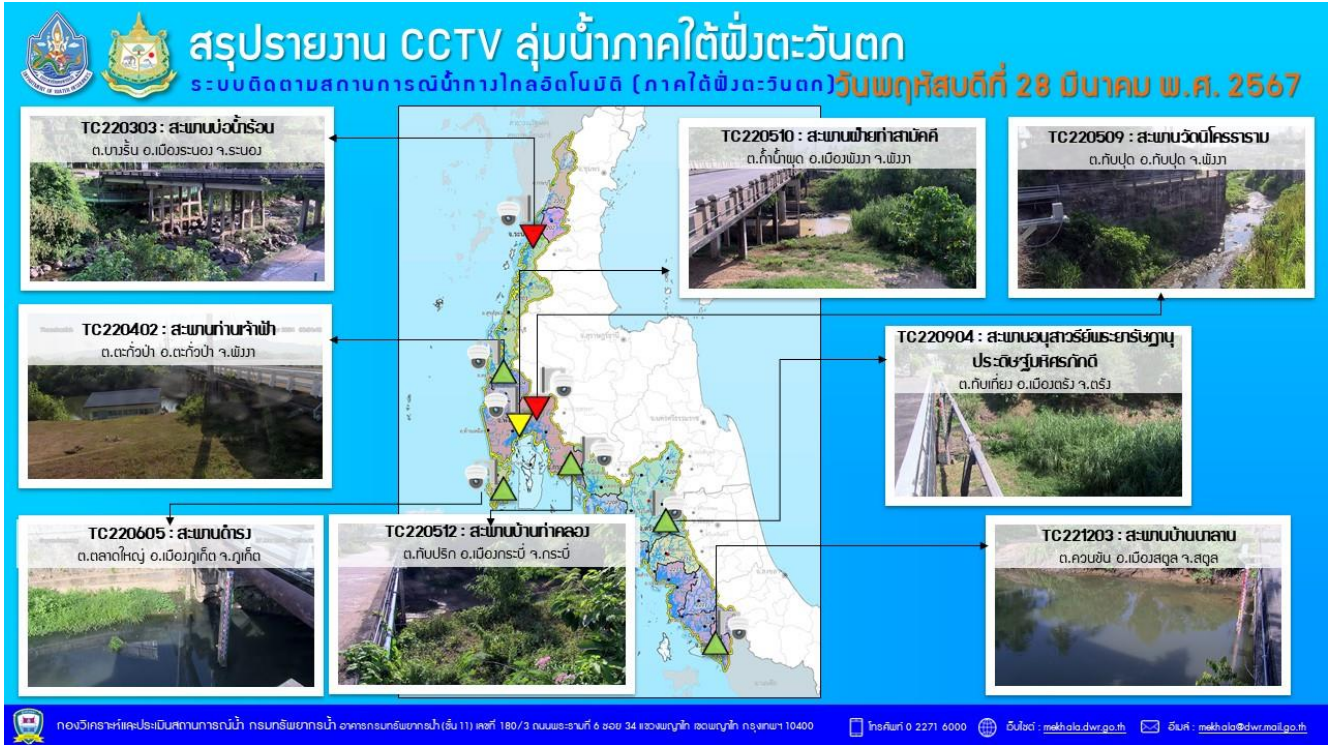 สรุปรายงาน CCTV ลุ่มน้ำภาคใต้ฝั่งตะวันตก
ระบบติดตามสถานการณ์น้ำทางไกลอัตโนมัติ (ภาคใต้ฝั่งตะวันตก)
วันพฤหัสบดีที่ 28 มีนาคม พ.ศ. 2567
TC220303 : สะพานบ่อน้ำร้อน
ต.บางริ้น อ.เมืองระนอง จ.ระนอง
TC220510 : สะพานฝ่ายท่าสามัคคี
ต.ถ้ำน้ำผุด อ.เมืองพังงา จ.พังงา
TC220509 : สะพานวัดนิโครธาราม
ต.ทับปุด อ.ทับปุด จ.พังงา
TC220402 : สะพานท่านเจ้าฟ้า
ต.ตะกั่วป่า อ.ตะกั่วป่า จ.พังงา
TC220904 : สะพานอนุสาวรีย์พระยารัษฎานุ
ประดิษฐ์มหิศรภักดี
ต.ทับเที่ยง อ.เมืองตรัง จ.ตรัง
TC220605 : สะพานดำรง
ต.ตลาดใหญ่ อ.เมืองภูเก็ต จ.ภูเก็ต
TC220512 : สะพานบ้านท่าคลอง
ต.ทับปริก อ.เมืองกระบี่ จ.กระบี่
TC221203 : สะพานบ้านนาลาน
ต.ควนขัน อ.เมืองสตูล จ.สตูล
กองวิเคราะห์และประเมินสถานการณ์น้ำ กรมทรัพยากรน้ำ อาคารกรมทรัพยากรน้ำ (ชั้น 11) เลขที่ 180/3 ถนนพระรามที่ 6 ซอย 34 แขวงพญาไท เขตพญาไท กรุงเทพฯ 10400
โทรศัพท์ 0 2271 6000
เว็บไซต์ : mekhala.dwr.go.th
อีเมล์ : mekhala@dwr.mail.go.th